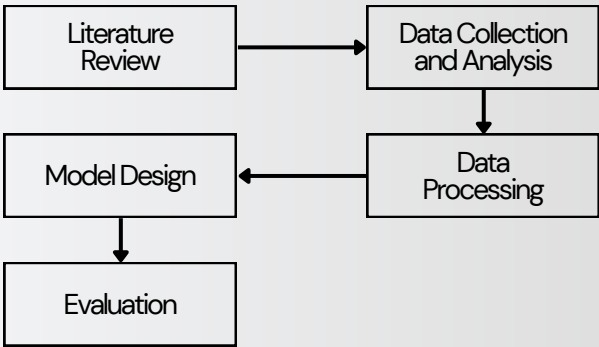 Literature
Review
Data Collection
and Analysis
Data
Processing
Model Design
Evaluation